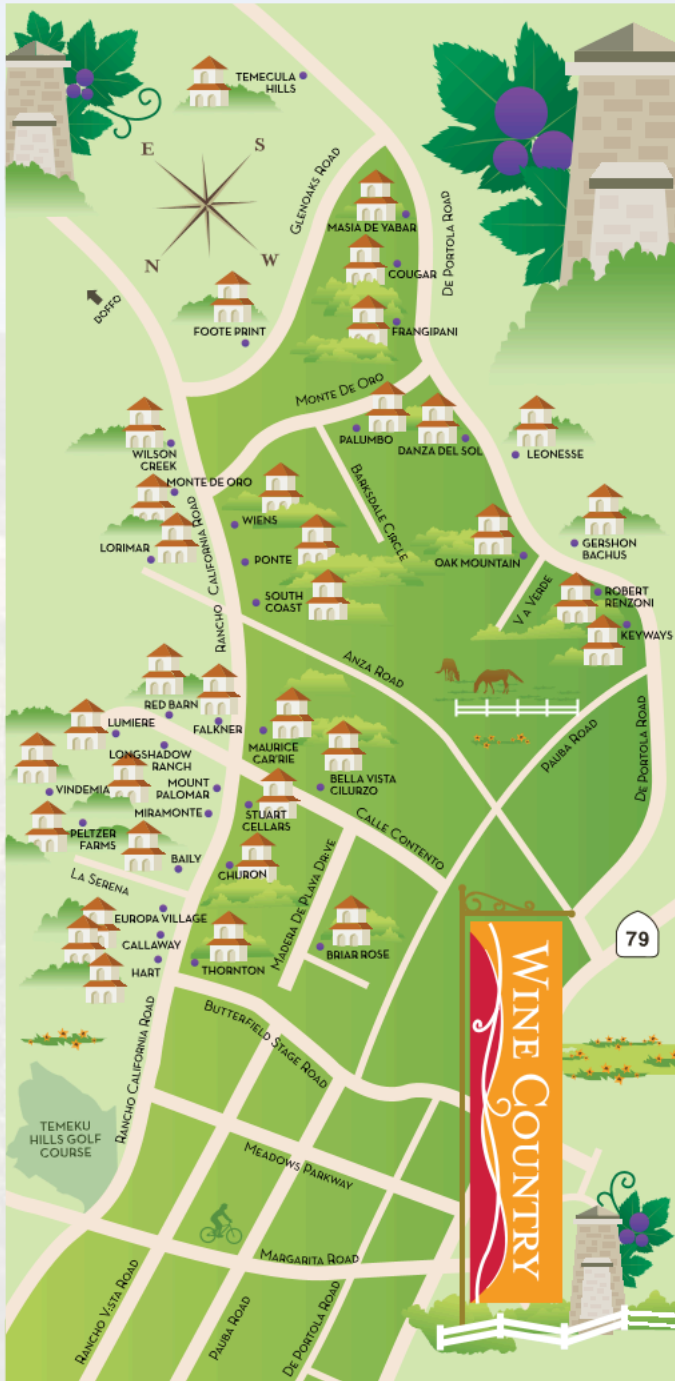 TEMECULA
HILLS
E
S
N
W
GLENOAKS ROAD
DE PORTOLA ROAD
MASIA DE YABAR
COUGAR
DOFFO
FOOTE PRINT
FRANGIPANI
MONTE DE ORO
PALUMBO
DANZA DEL SOL
LEONESSE
WILSON
CREEK
MONTE DE ORO
BARKSDALE CIRCLE
WIENS
LORIMAR
RANCHO CALIFORNIA ROAD
PONTE
OAK MOUNTAIN
GERSHON
BACHUS
SOUTH
COAST
VIA VERDE
ROBERT
RENZONI
KEYWAYS
ANZA ROAD
RED BARN
LUMIERE
FALKNER
MAURICE
CAR'RIE
PAUBA ROAD
DE PORTOLA ROAD
LONGSHADOW
RANCH
BELLA VISTA
CILURZO
VINDEMIA
MOUNT
PALOMAR
MIRAMONTE
STUART
CELLARS
CALLE CONTENTO
PELTZER
FARMS
BAILY
CHURON
MADERA DE PLAYA DRIVE
LA SERENA
EUROPA VILLAGE
CALLAWAY
HART
THORNTON
BRIAR ROSE
79
WINE COUNTRY
BUTTERFIELD STAGE ROAD
RANCHO CALIFORNIA ROAD
TEMEKU
HILLS GOLF
COURSE
MEADOWS PARKWAY
MARGARITA ROAD
RANCHO VISTA ROAD
PAUBA ROAD
DE PORTOLA ROAD